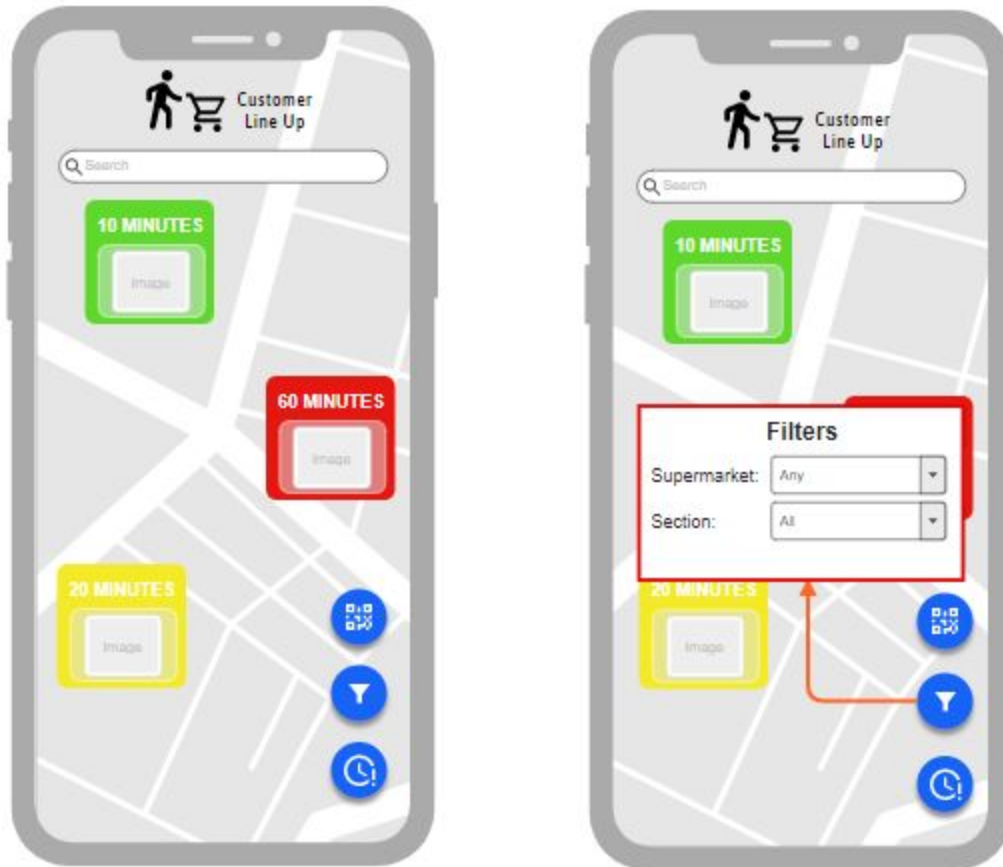 Customer
Line Up
Search
10 MINUTES
Image
60 MINUTES
Image
20 MINUTES
Image
Customer
Line Up
Search
10 MINUTES
Image
Filters
Supermarket:
Any
Section:
All
20 MINUTES
Image